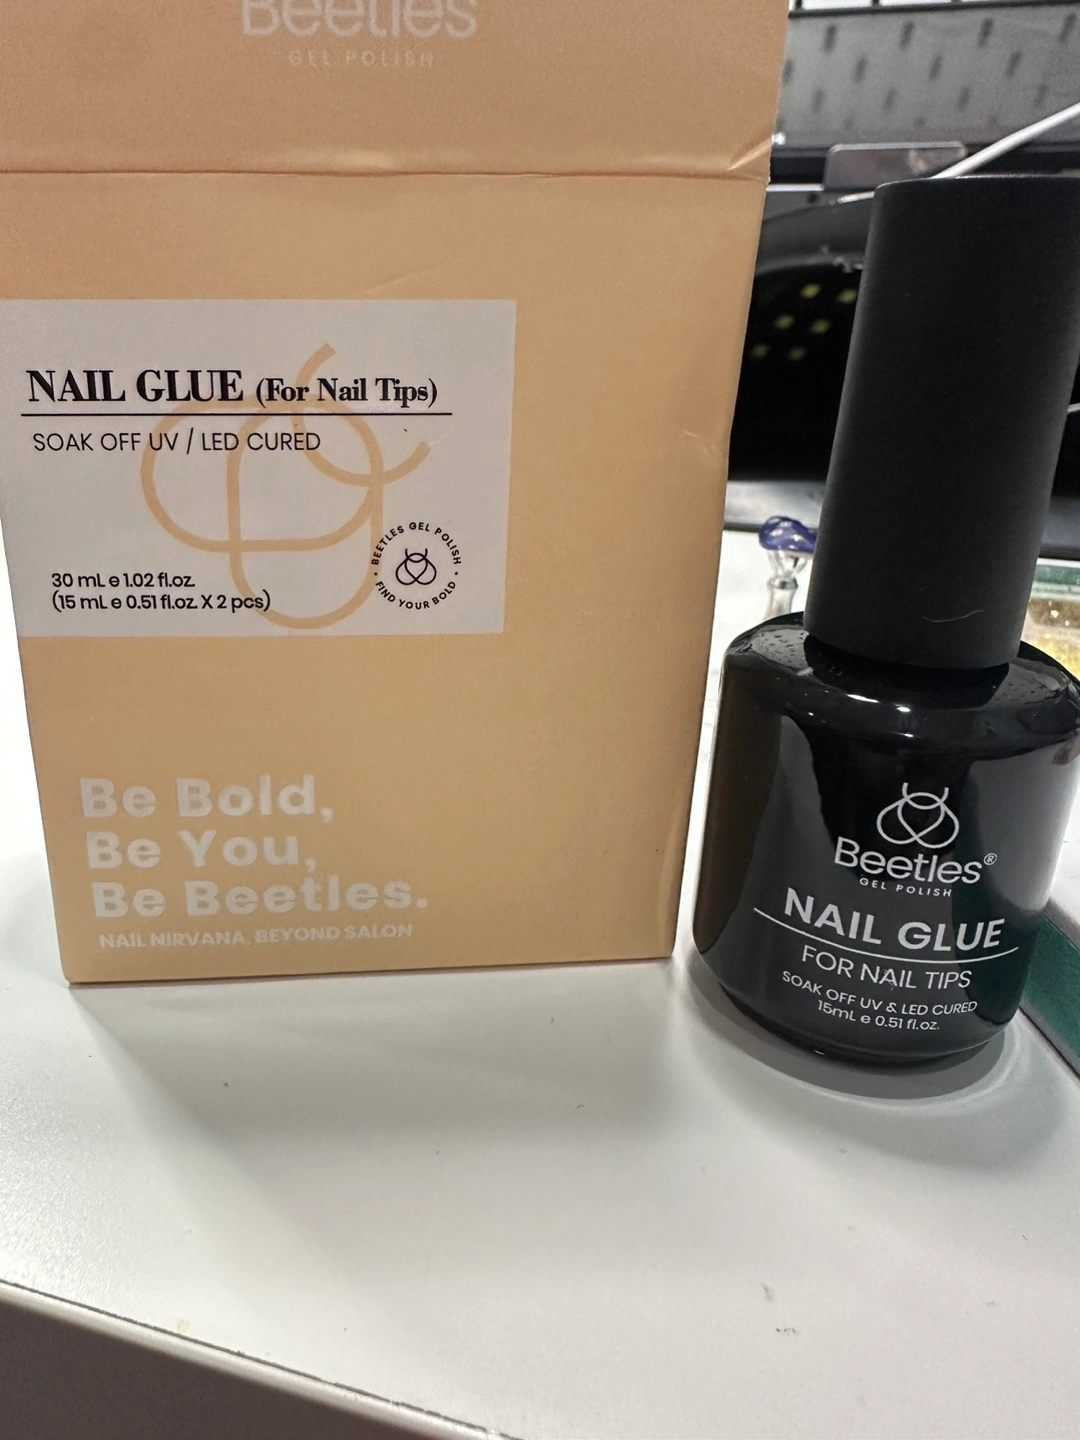 Beetles
GEL POLISH
NAIL GLUE (For Nail Tips)
SOAK OFF UV / LED CURED
30 mL e 1.02 fl.oz.
(15 mL e 0.51 fl.oz. X 2 pcs)
BEETLES GEL POLISH • FIND YOUR BOLD •
Be Bold,
Be You,
Be Beetles.
NAIL NIRVANA, BEYOND SALON
Beetles®
GEL POLISH
NAIL GLUE
FOR NAIL TIPS
SOAK OFF UV & LED CURED
15mL e 0.51 fl.oz.